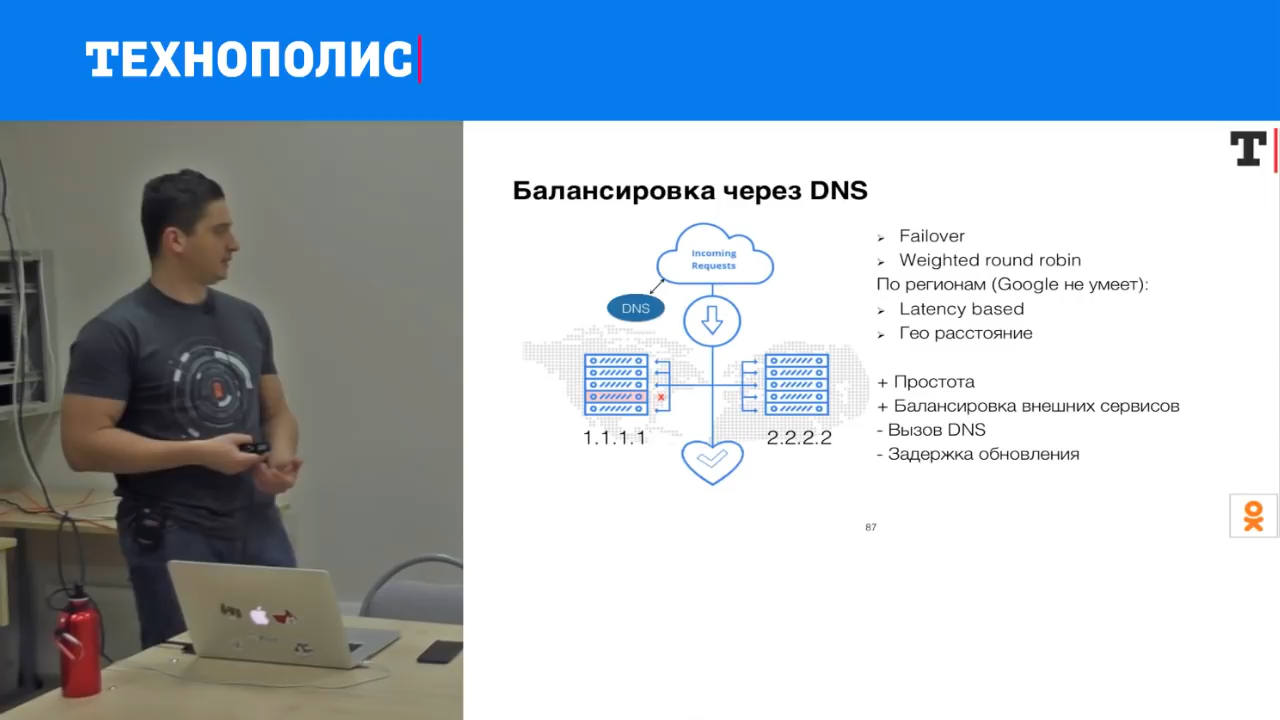 ТЕХНОПОЛИС
T
Балансировка через DNS
Incoming
Requests
DNS
1.1.1.1
2.2.2.2
Failover
Weighted round robin
По регионам (Google не умеет):
Latency based
Гео расстояние
+ Простота
+ Балансировка внешних сервисов
- Вызов DNS
- Задержка обновления
87